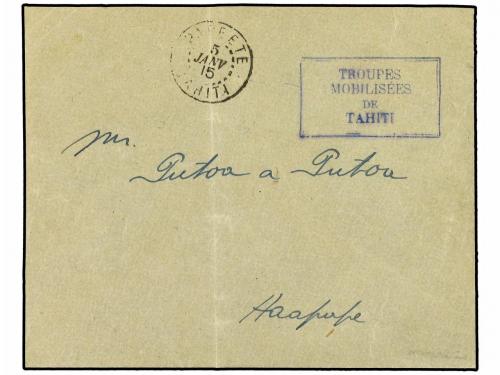 PAPEETE
5
JANV
15
TAHITI
TROUPES
MOBILISÉES
DE
TAHITI
Mr.
Putoa a Putoa
Haapape